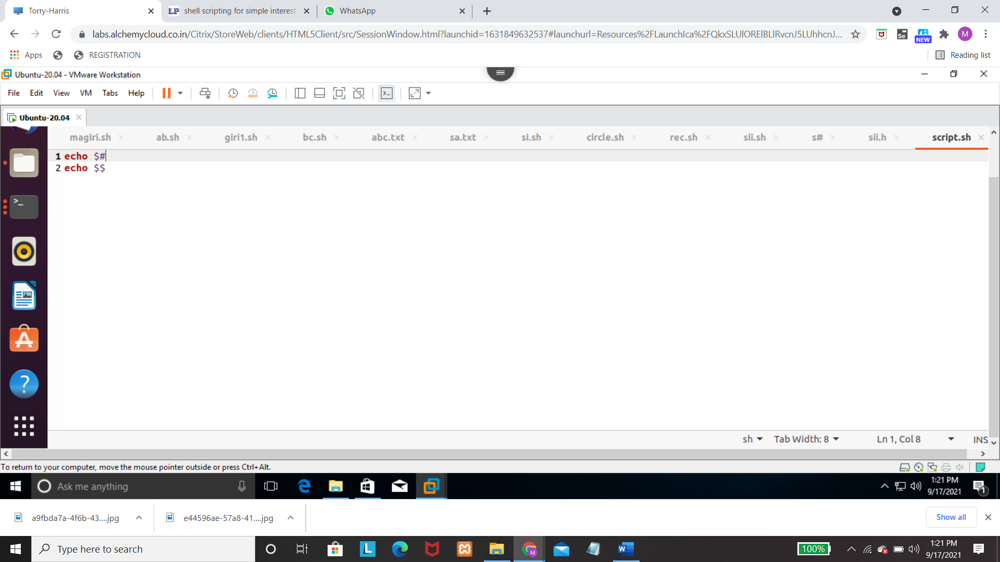 Torry-Harris
LP shell scripting for simple interest
WhatsApp
labs.alchemycloud.co.in/Citrix/StoreWeb/clients/HTML5Client/src/SessionWindow.html?launchid=1631849632537#launchurl=Resources%2FLaunchIca%2FQkxSLUlORElBLlRvcnJ5LUhhcnJ...
Se
NEW
M
Apps
REGISTRATION
Reading list
Ubuntu-20.04 - VMware Workstation
File Edit View VM Tabs Help
Ubuntu-20.04
magiri.sh ab.sh giri1.sh bc.sh abc.txt sa.txt si.sh circle.sh rec.sh sii.sh s# sii.h script.sh
1 echo $#
2 echo $$
sh Tab Width: 8 Ln 1, Col 8 INS
To return to your computer, move the mouse pointer outside or press Ctrl+Alt.
Ask me anything
1:21 PM
9/17/2021
1
a9fbda7a-4f6b-43....jpg
e44596ae-57a8-41....jpg
Show all
Type here to search
L
M
W
100%
1:21 PM
9/17/2021